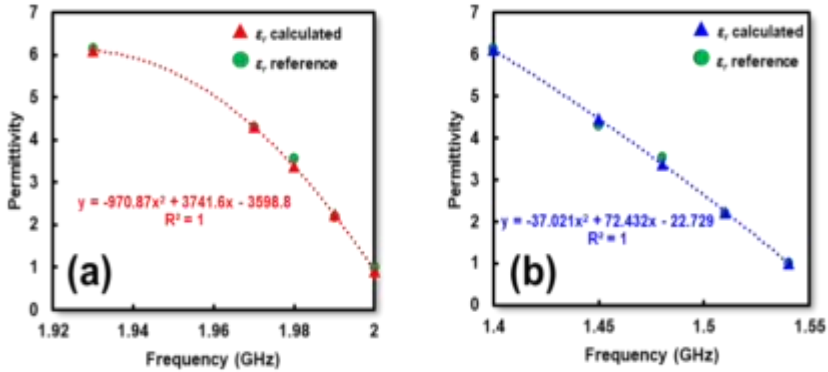 7
6
5
4
3
2
1
0
Permittivity
εr calculated
εr reference
y = -970.87x² + 3741.6x - 3598.8
R² = 1
(a)
1.92 1.94 1.96 1.98 2
Frequency (GHz)
7
6
5
4
3
2
1
0
Permittivity
εr calculated
εr reference
y = -37.021x² + 72.432x - 22.729
R² = 1
(b)
1.4 1.45 1.5 1.55
Frequency (GHz)